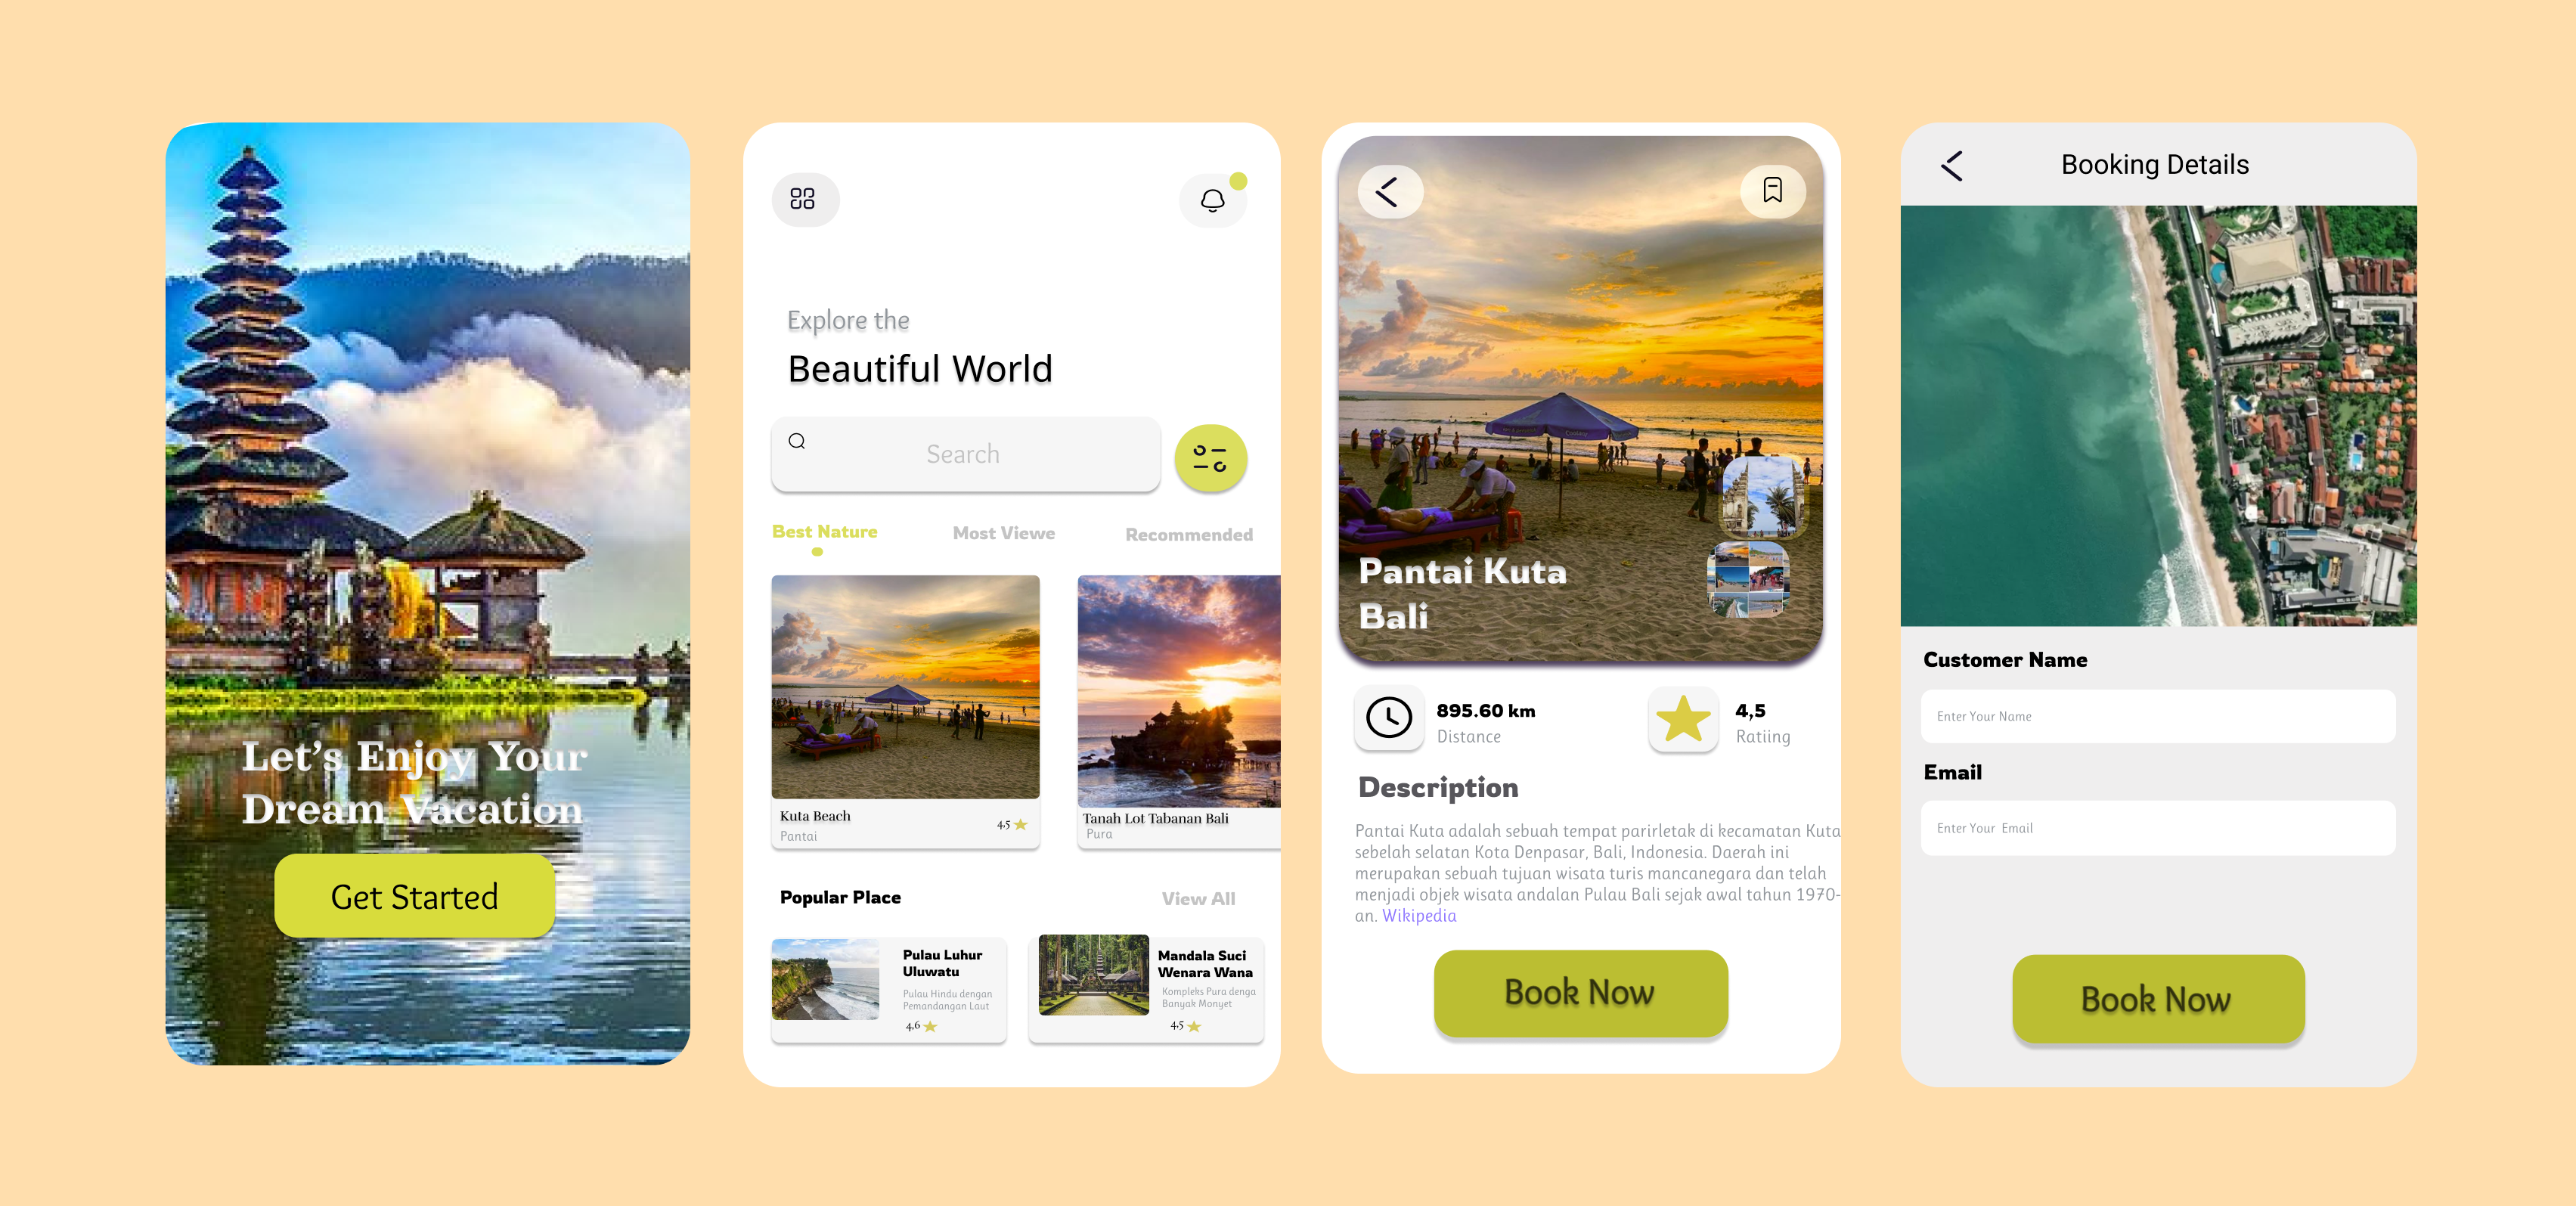 Let's Enjoy Your
Dream Vacation
Get Started
Explore the
Beautiful World
Search
Best Nature
Most Viewe
Recommended
Kuta Beach
Pantai
4,5
Tanah Lot Tabanan Bali
Pura
Popular Place
View All
Pulau Luhur
Uluwatu
Pulau Hindu dengan
Pemandangan Laut
4,6
Mandala Suci
Wenara Wana
Kompleks Pura denga
Banyak Monyet
4,5
Pantai Kuta
Bali
895.60 km
Distance
4,5
Ratiing
Description
Pantai Kuta adalah sebuah tempat parirletak di kecamatan Kuta
sebelah selatan Kota Denpasar, Bali, Indonesia. Daerah ini
merupakan sebuah tujuan wisata turis mancanegara dan telah
menjadi objek wisata andalan Pulau Bali sejak awal tahun 1970-
an. Wikipedia
Book Now
Booking Details
Customer Name
Enter Your Name
Email
Enter Your  Email
Book Now